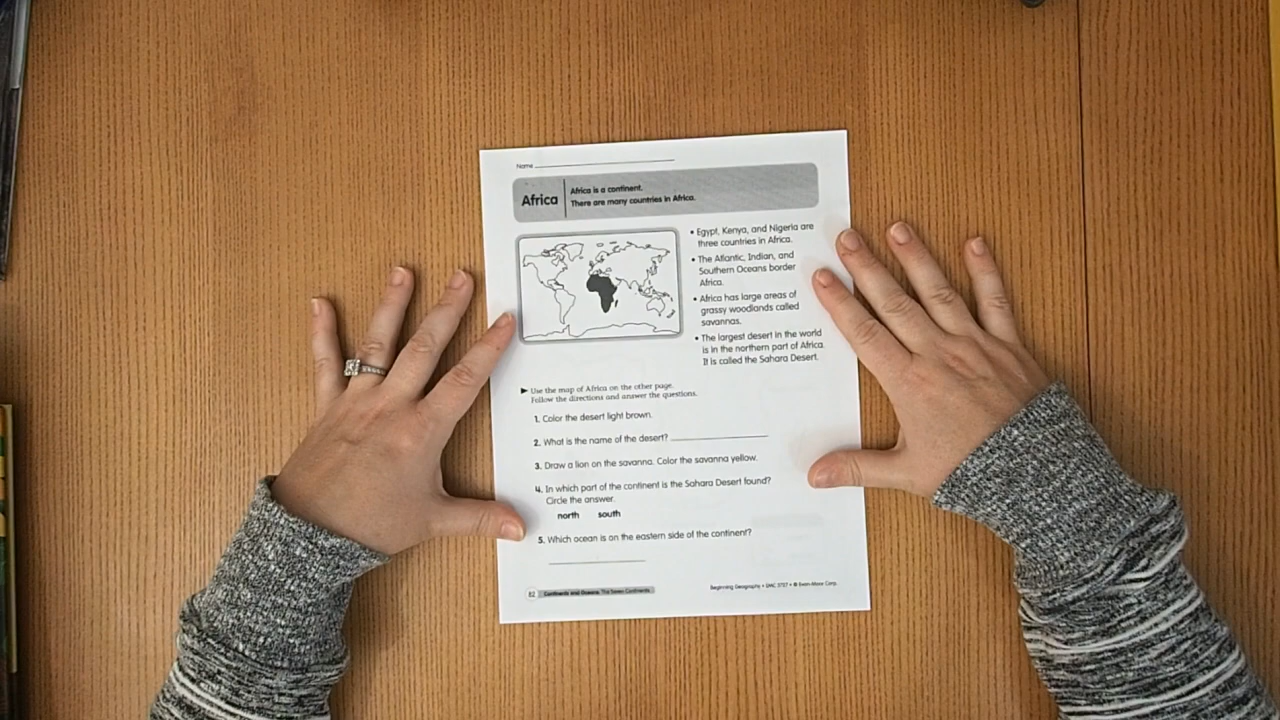 Name
Africa
Africa is a continent.
There are many countries in Africa.
• Egypt, Kenya, and Nigeria are
three countries in Africa.
• The Atlantic, Indian, and
Southern Oceans border
Africa.
• Africa has large areas of
grassy woodlands called
savannas.
• The largest desert in the world
is in the northern part of Africa.
It is called the Sahara Desert.
▶ Use the map of Africa on the other page.
Follow the directions and answer the questions.
1. Color the desert light brown.
2. What is the name of the desert?
3. Draw a lion on the savanna. Color the savanna yellow.
4. In which part of the continent is the Sahara Desert found?
Circle the answer.
north south
5. Which ocean is on the eastern side of the continent?
82 Continents and Oceans: The Seven Continents
Beginning Geography • EMC 3727 • © Evan-Moor Corp.